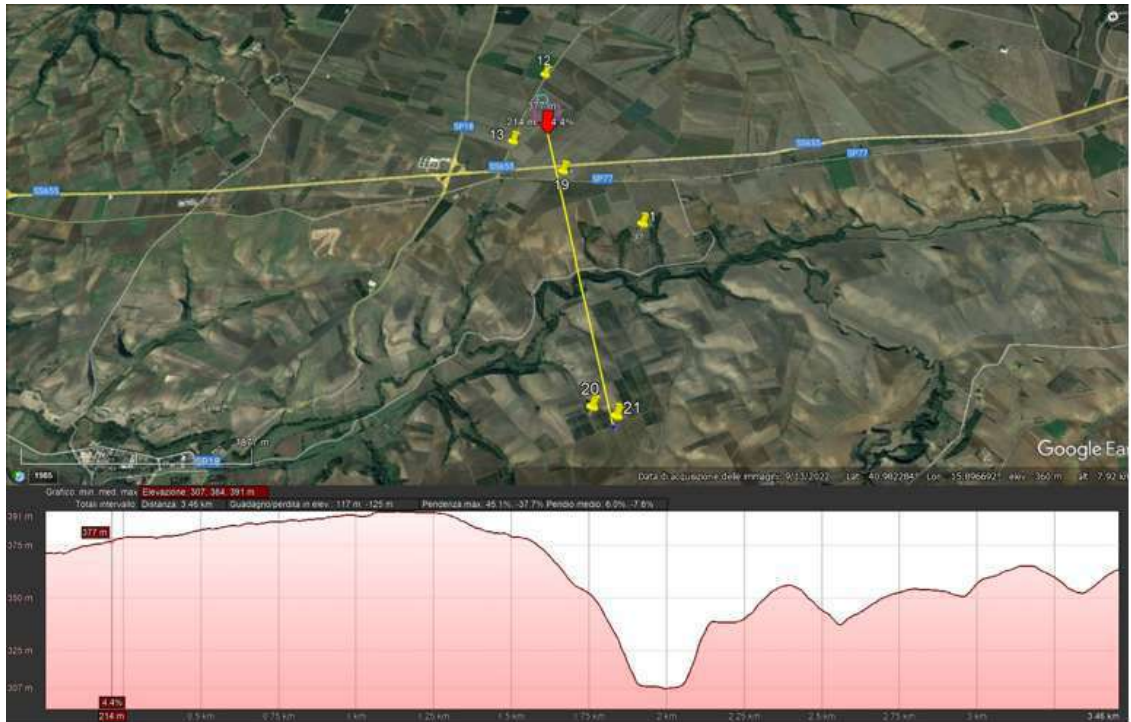 12
377 m
214 m: 4.4%
13
SP18
SS655
SS655
SP77
SP77
SS655
19
1
20
21
1877 m
SP18
Google Ear
1985
Data di acquisizione delle immagini: 9/13/2022 Lat 40.982284° Lon 15.896692° elev 360 m alt 7.92 km
Grafico: min, med, max Elevazione: 307, 364, 391 m
Totali intervallo: Distanza: 3.46 km Guadagno/perdita in elev.: 117 m, -125 m Pendenza max: 45.1%, -37.7% Pendio medio: 6.0%, -7.6%
391 m
377 m
375 m
350 m
325 m
307 m
4.4%
214 m 0.5 km 0.75 km 1 km 1.25 km 1.5 km 1.75 km 2 km 2.25 km 2.5 km 2.75 km 3 km 3.46 km